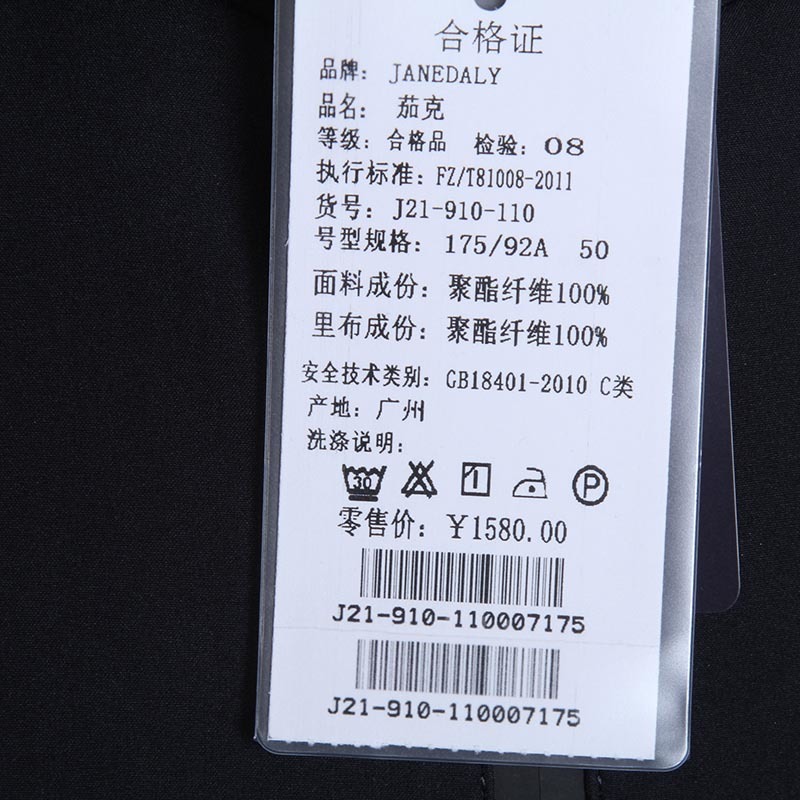 合格证
品牌: JANEDALY
品名: 茄克
等级: 合格品 检验: 08
执行标准: FZ/T81008-2011
货号: J21-910-110
号型规格: 175/92A 50
面料成份: 聚酯纤维100%
里布成份: 聚酯纤维100%
安全技术类别: GB18401-2010 C类
产地: 广州
洗涤说明:
30 1 P
零售价: ¥1580.00
J21-910-110007175
J21-910-110007175